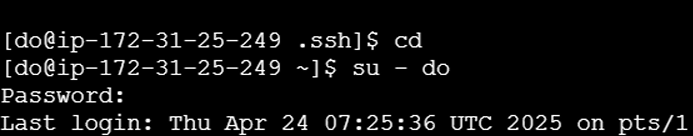 [do@ip-172-31-25-249 .ssh]$ cd
[do@ip-172-31-25-249 ~]$ su - do
Password:
Last login: Thu Apr 24 07:25:36 UTC 2025 on pts/1